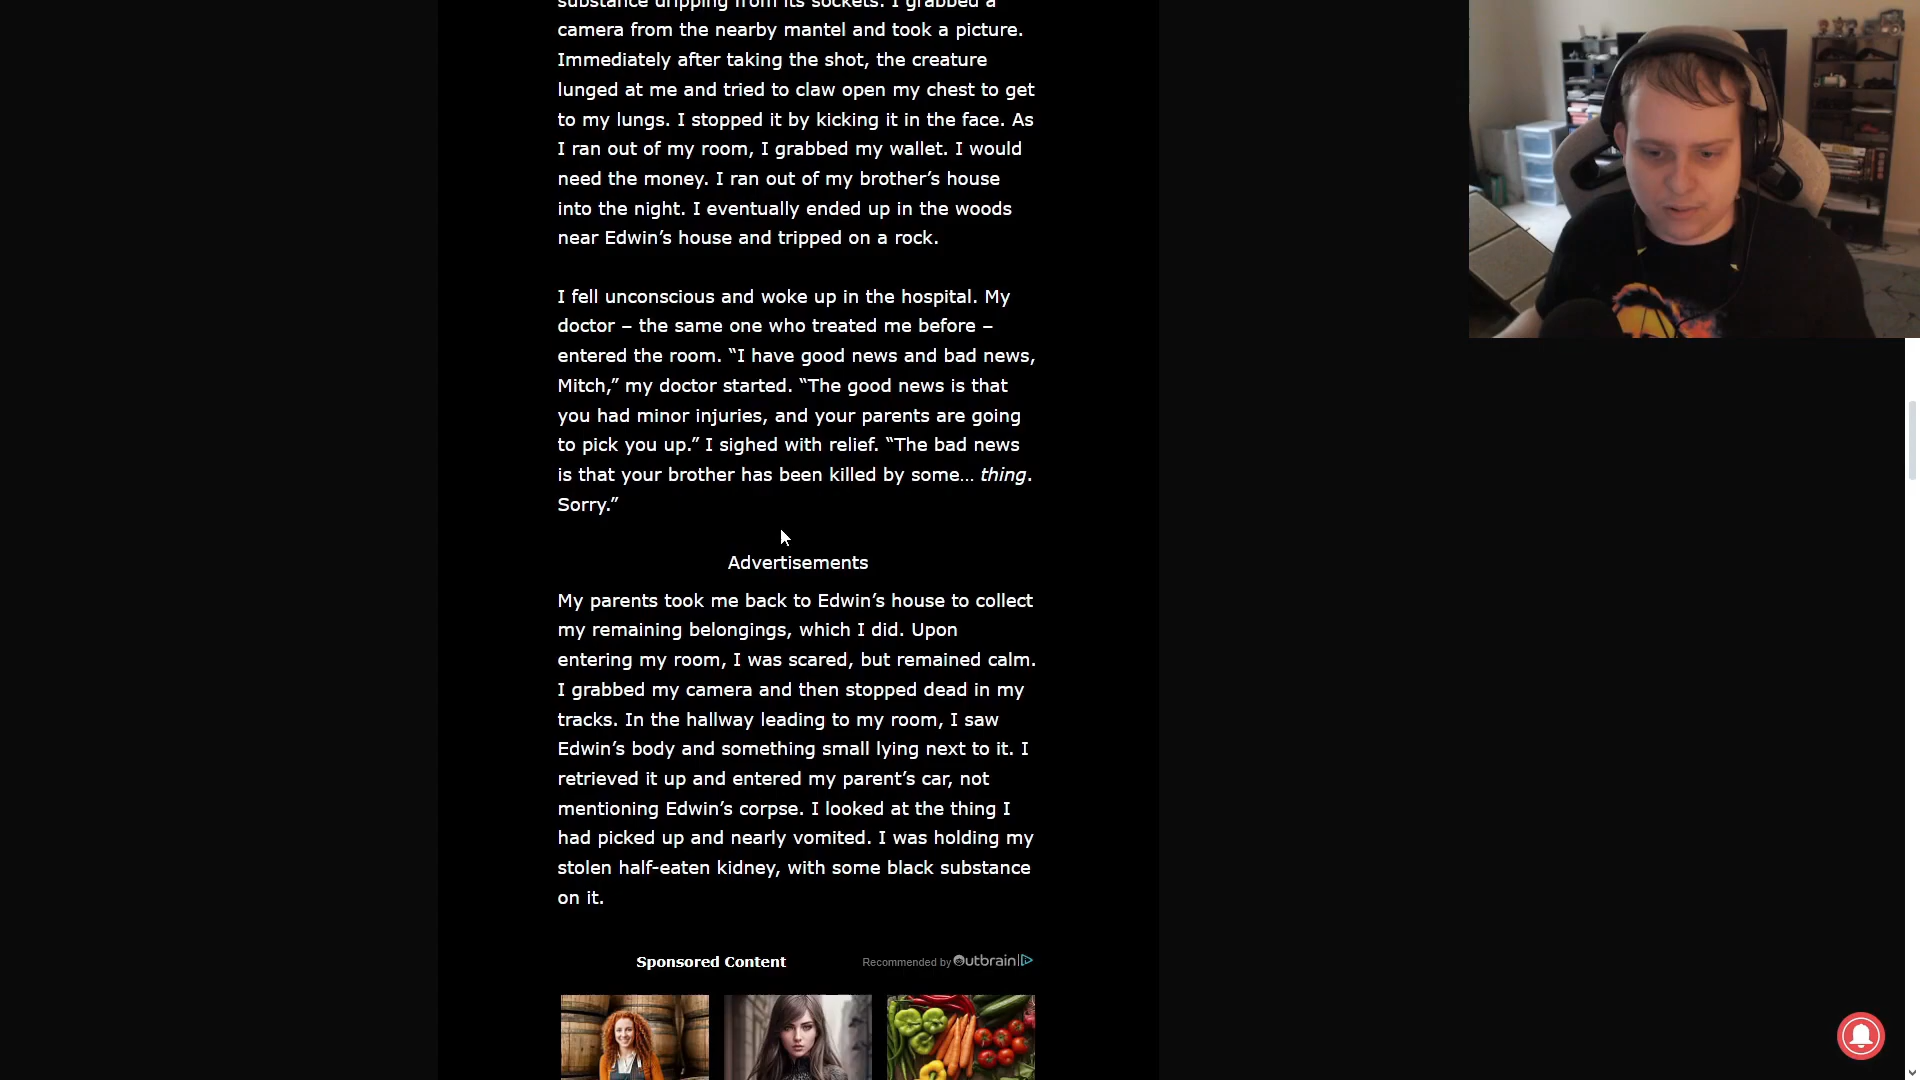 substance dripping from its sockets. I grabbed a
camera from the nearby mantel and took a picture.
Immediately after taking the shot, the creature
lunged at me and tried to claw open my chest to get
to my lungs. I stopped it by kicking it in the face. As
I ran out of my room, I grabbed my wallet. I would
need the money. I ran out of my brother’s house
into the night. I eventually ended up in the woods
near Edwin’s house and tripped on a rock.
I fell unconscious and woke up in the hospital. My
doctor – the same one who treated me before –
entered the room. “I have good news and bad news,
Mitch,” my doctor started. “The good news is that
you had minor injuries, and your parents are going
to pick you up.” I sighed with relief. “The bad news
is that your brother has been killed by some… thing.
Sorry.”
Advertisements
My parents took me back to Edwin’s house to collect
my remaining belongings, which I did. Upon
entering my room, I was scared, but remained calm.
I grabbed my camera and then stopped dead in my
tracks. In the hallway leading to my room, I saw
Edwin’s body and something small lying next to it. I
retrieved it up and entered my parent’s car, not
mentioning Edwin’s corpse. I looked at the thing I
had picked up and nearly vomited. I was holding my
stolen half-eaten kidney, with some black substance
on it.
Sponsored Content
Recommended by Outbrain